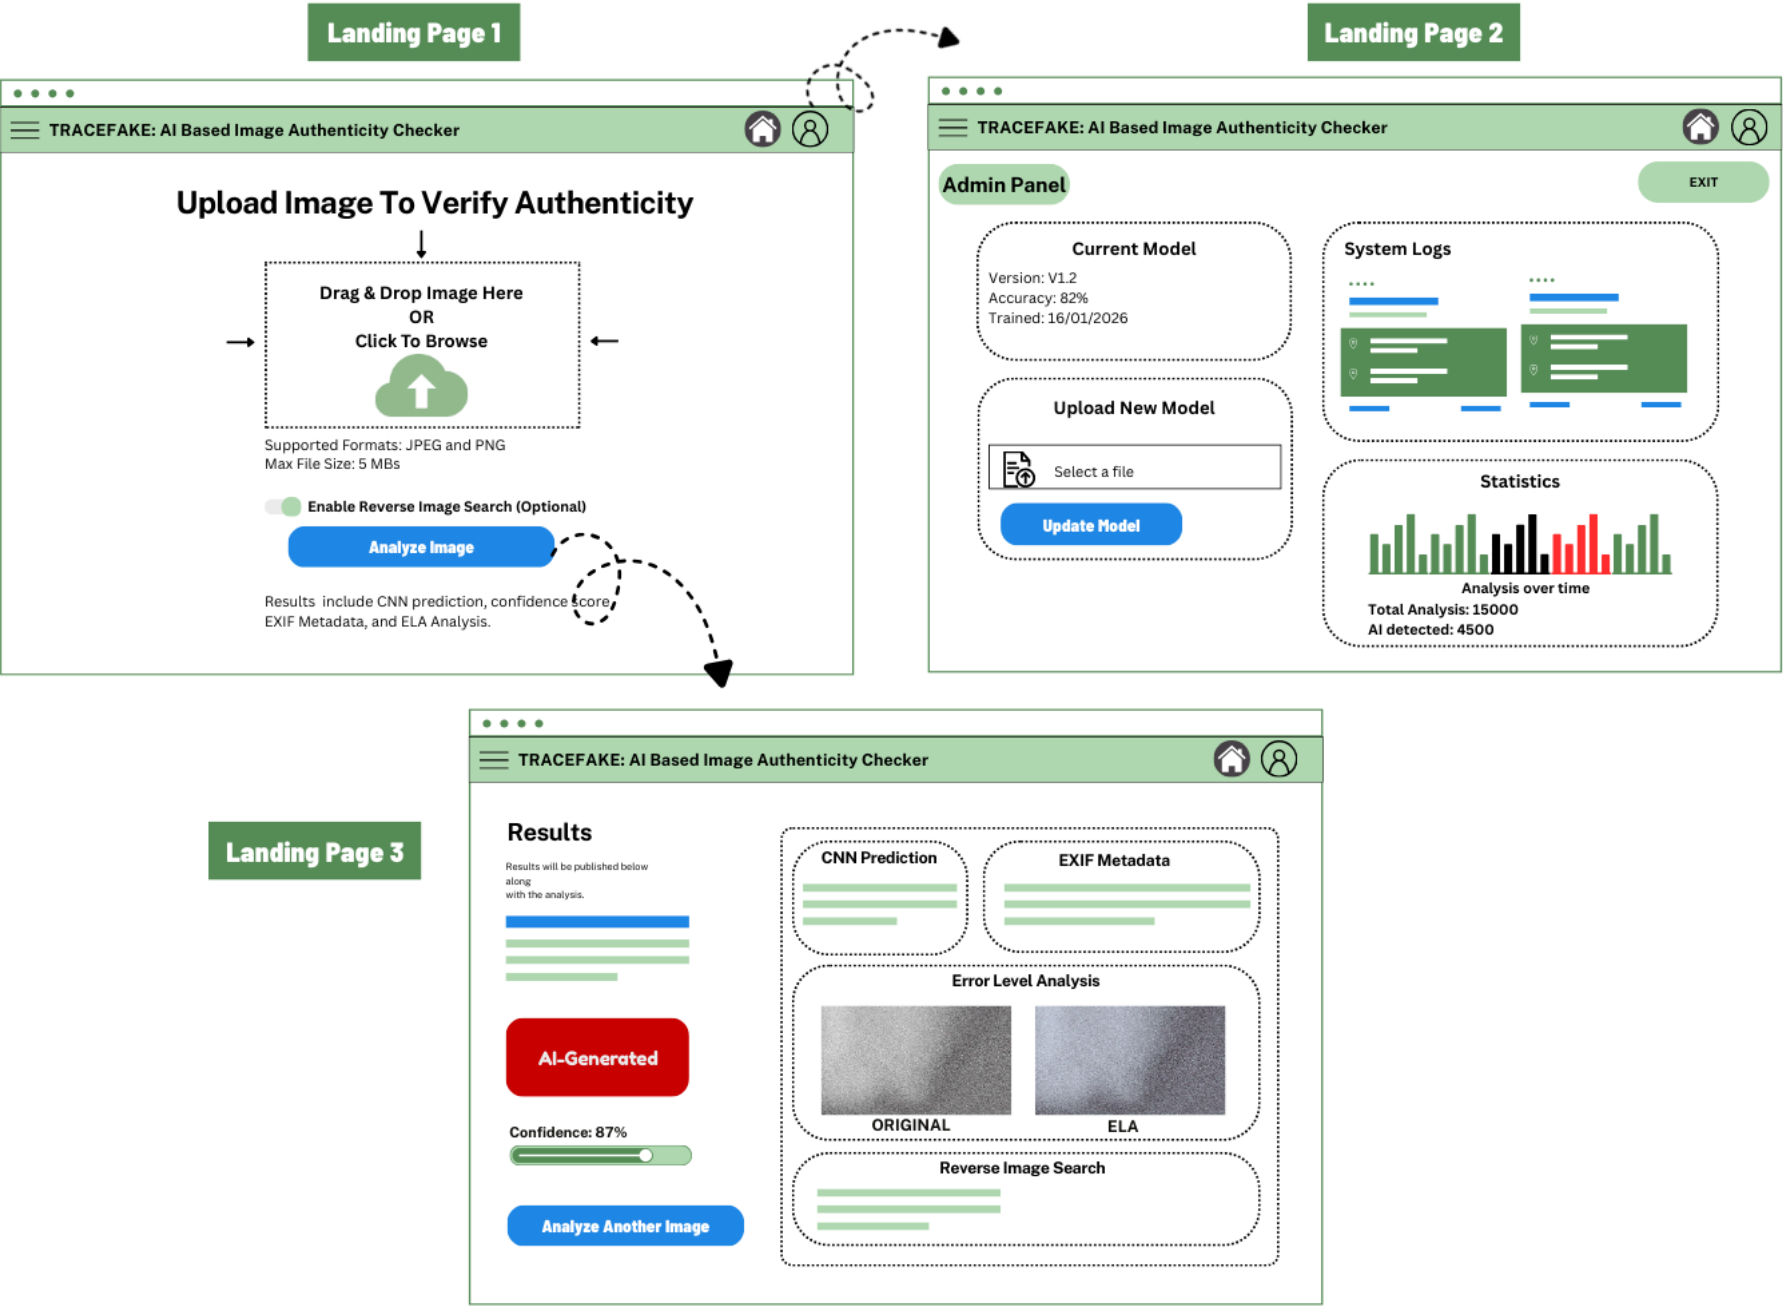 Landing Page 1
TRACEFAKE: AI Based Image Authenticity Checker
Upload Image To Verify Authenticity
Drag & Drop Image Here
OR
Click To Browse
Supported Formats: JPEG and PNG
Max File Size: 5 MBs
Enable Reverse Image Search (Optional)
Analyze Image
Results include CNN prediction, confidence score,
EXIF Metadata, and ELA Analysis.
Landing Page 2
TRACEFAKE: AI Based Image Authenticity Checker
Admin Panel
EXIT
Current Model
Version: V1.2
Accuracy: 82%
Trained: 16/01/2026
Upload New Model
Select a file
Update Model
System Logs
Statistics
Analysis over time
Total Analysis: 15000
AI detected: 4500
Landing Page 3
TRACEFAKE: AI Based Image Authenticity Checker
Results
Results will be published below
along
with the analysis.
AI-Generated
Confidence: 87%
Analyze Another Image
CNN Prediction
EXIF Metadata
Error Level Analysis
ORIGINAL
ELA
Reverse Image Search